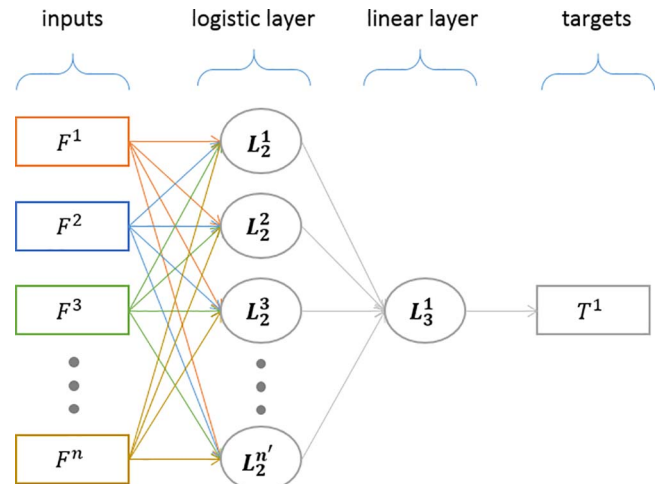 inputs logistic layer linear layer targets
F^1 L_2^1
F^2 L_2^2
F^3 L_2^3 L_3^1 T^1
F^n L_2^{n'}